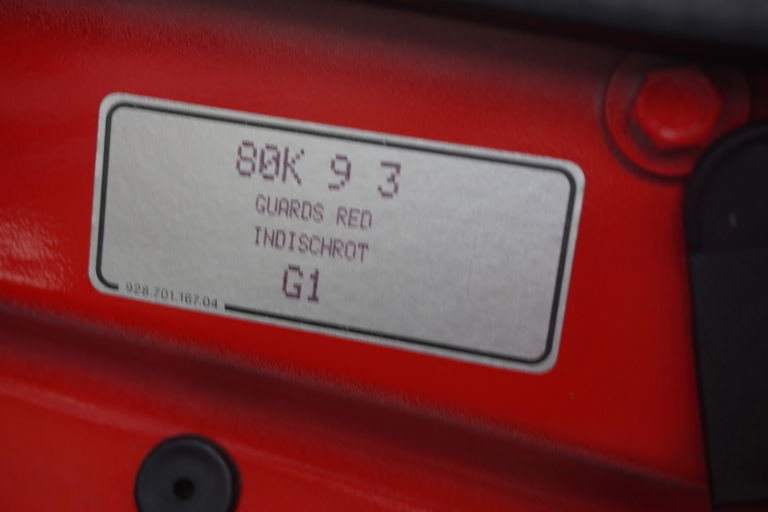 80K 9 3
GUARDS RED
INDISCHROT
G1
928.701.167.04